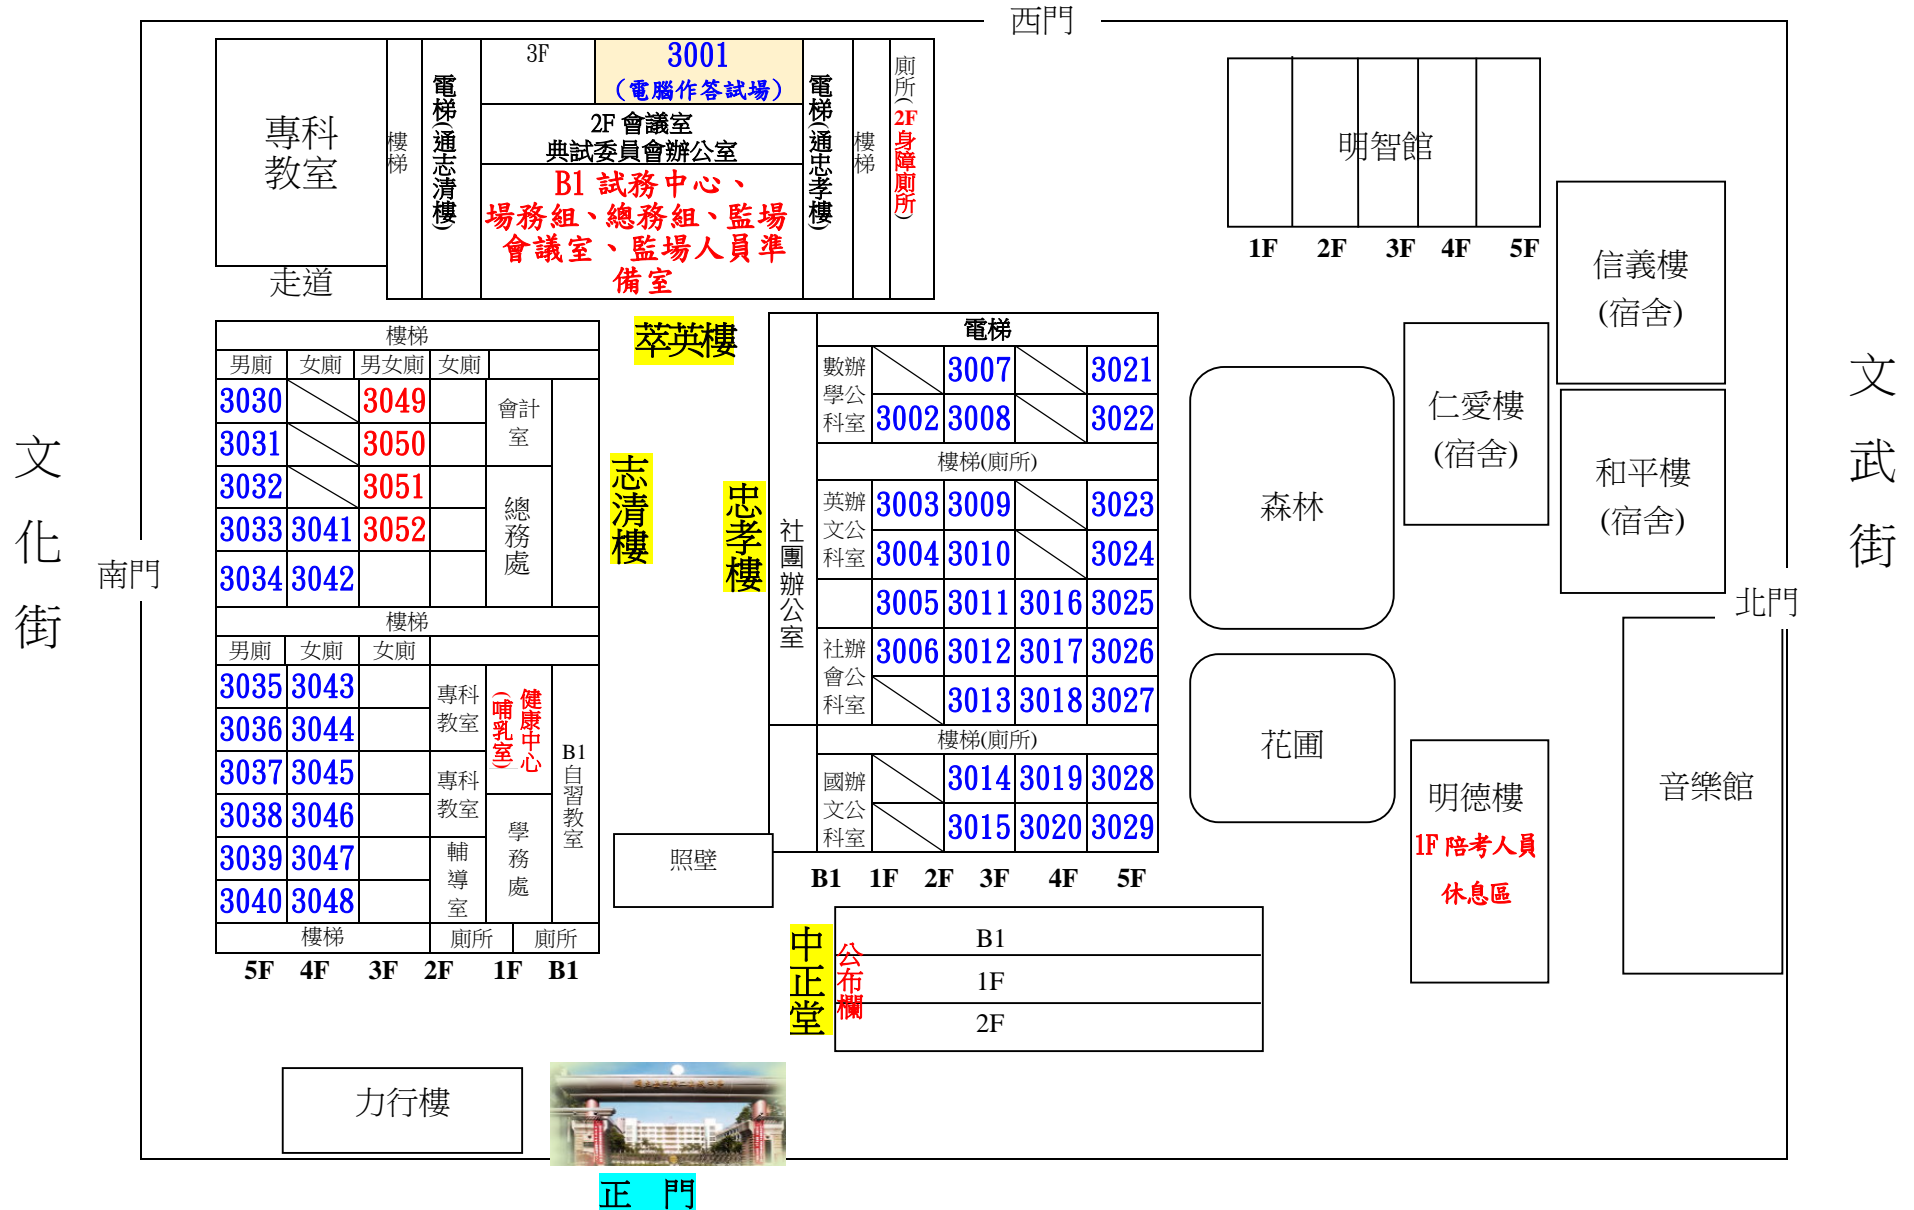 西門
專科
教室
樓梯
電梯(通志清樓)
3F
3001
(電腦作答試場)
2F 會議室
典試委員會辦公室
B1 試務中心、
場務組、總務組、監場
會議室、監場人員準
備室
電梯(通忠孝樓)
樓梯
廁所(2F身障廁所)
走道
明智館
1F 2F 3F 4F 5F
信義樓
(宿舍)
仁愛樓
(宿舍)
和平樓
(宿舍)
文武街
文化街
南門
北門
萃英樓
志清樓
忠孝樓
樓梯
男廁 女廁 男女廁 女廁
3030 3049
3031 3050
3032 3051
3033 3041 3052
3034 3042
會計室
總務處
樓梯
男廁 女廁 女廁
3035 3043
3036 3044
3037 3045
3038 3046
3039 3047
3040 3048
專科教室
專科教室
輔導室
健康中心
(哺乳室)
學務處
B1自習教室
樓梯 廁所 廁所
5F 4F 3F 2F 1F B1
社團辦公室
電梯
數學科辦公室
3007 3021
3002 3008 3022
樓梯(廁所)
英文科辦公室
3003 3009 3023
3004 3010 3024
3005 3011 3016 3025
社會科辦公室
3006 3012 3017 3026
3013 3018 3027
樓梯(廁所)
國文科辦公室
3014 3019 3028
3015 3020 3029
B1 1F 2F 3F 4F 5F
森林
花圃
照壁
明德樓
1F 陪考人員
休息區
音樂館
中正堂
公布欄
B1
1F
2F
力行樓
正 門